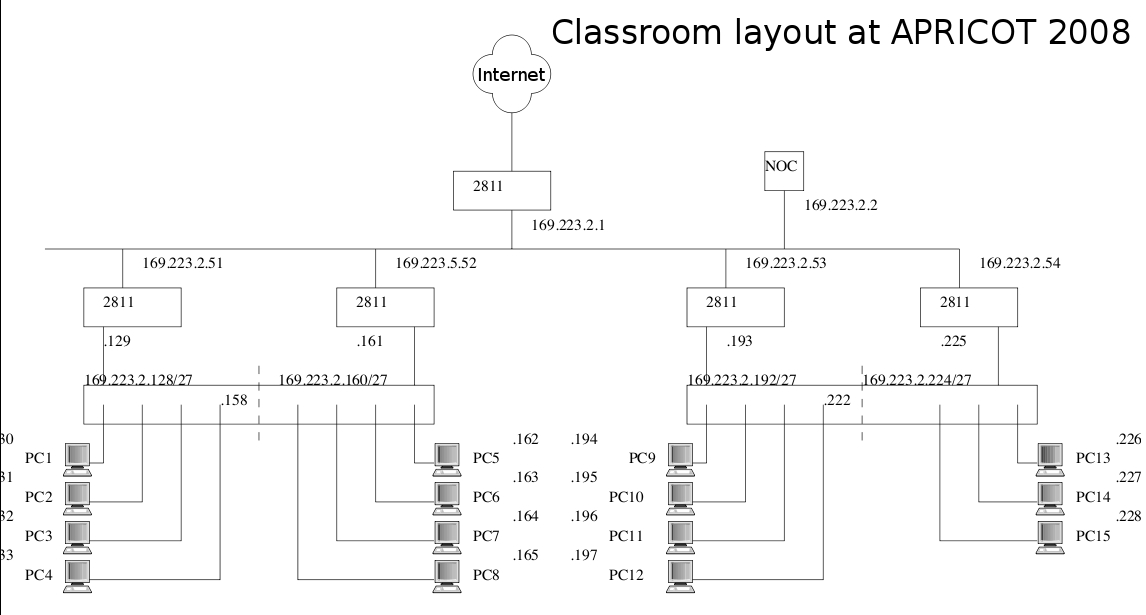 Classroom layout at APRICOT 2008
Internet
NOC
2811
169.223.2.2
169.223.2.1
169.223.2.51
169.223.5.52
169.223.2.53
169.223.2.54
2811
2811
2811
2811
.129
.161
.193
.225
169.223.2.128/27
169.223.2.160/27
169.223.2.192/27
169.223.2.224/27
.158
.222
30
.162
.194
.226
PC1
PC5
PC9
PC13
31
.163
.195
.227
PC2
PC6
PC10
PC14
32
.164
.196
.228
PC3
PC7
PC11
PC15
33
.165
.197
PC4
PC8
PC12